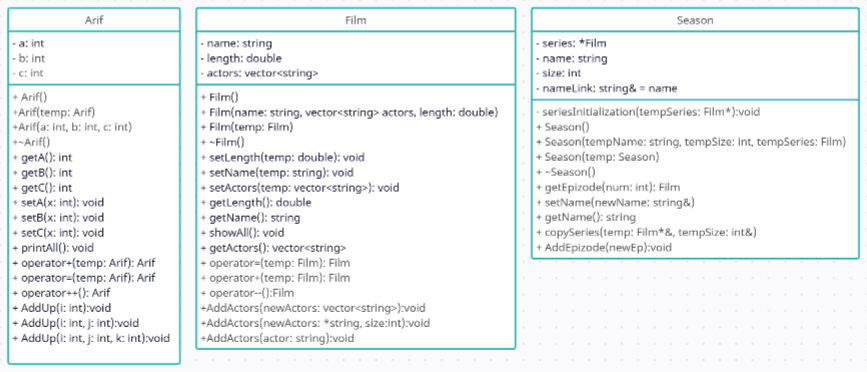 Arif
- a: int
- b: int
- c: int
+ Arif()
+Arif(temp: Arif)
+Arif(a: int, b: int, c: int)
+~Arif()
+ getA(): int
+ getB(): int
+ getC(): int
+ setA(x: int): void
+ setB(x: int): void
+ setC(x: int): void
+ printAll(): void
+ operator+(temp: Arif): Arif
+ operator=(temp: Arif): Arif
+ operator++(): Arif
+ AddUp(i: int):void
+ AddUp(i: int, j: int):void
+ AddUp(i: int, j: int, k: int):void
Film
- name: string
- length: double
- actors: vector<string>
+ Film()
+ Film(name: string, vector<string> actors, length: double)
+ Film(temp: Film)
+ ~Film()
+ setLength(temp: double): void
+ setName(temp: string): void
+ setActors(temp: vector<string>): void
+ getLength(): double
+ getName(): string
+ showAll(): void
+ getActors(): vector<string>
+ operator=(temp: Film): Film
+ operator+(temp: Film): Film
+ operator--():Film
+AddActors(newActors: vector<string>):void
+AddActors(newActors: *string, size:int):void
+AddActors(actor: string):void
Season
- series: *Film
- name: string
- size: int
- nameLink: string& = name
- seriesInitialization(tempSeries: Film*):void
+ Season()
+ Season(tempName: string, tempSize: int, tempSeries: Film)
+ Season(temp: Season)
+ ~Season()
+ getEpizode(num: int): Film
+ setName(newName: string&)
+ getName(): string
+ copySeries(temp: Film*&, tempSize: int&)
+ AddEpizode(newEp):void